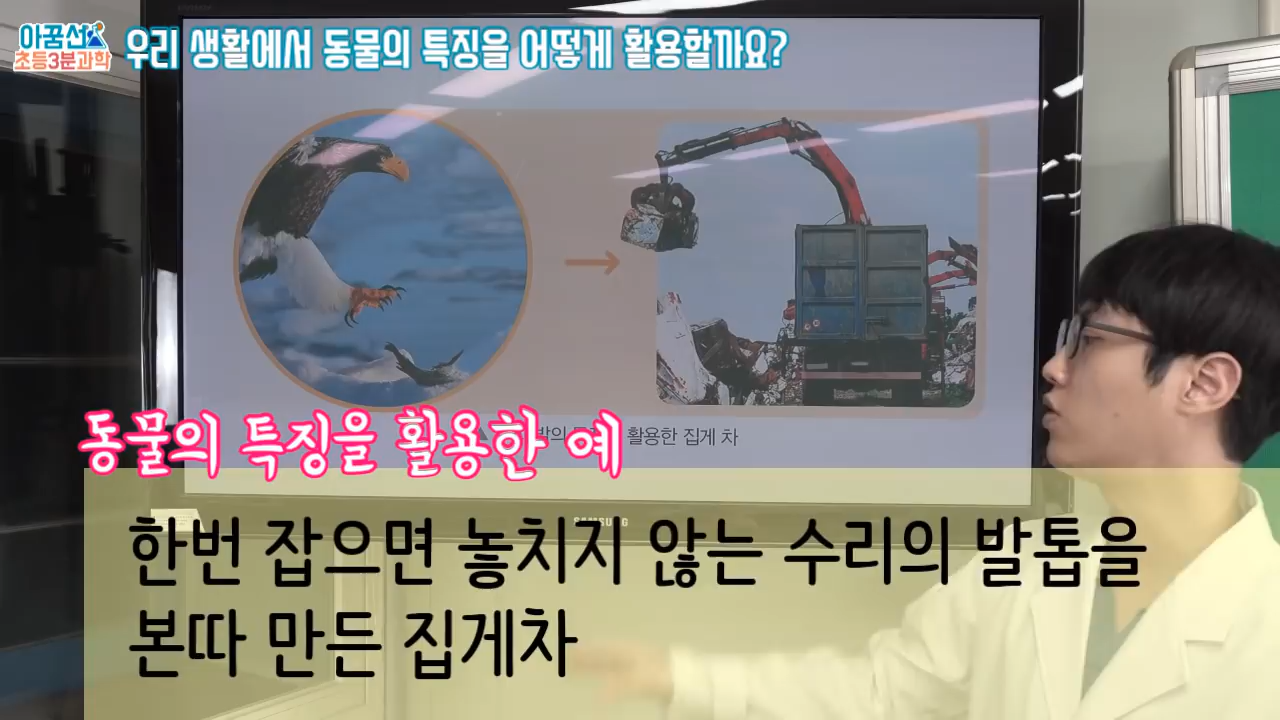 아꿈선
초등3분과학
우리 생활에서 동물의 특징을 어떻게 활용할까요?
활용한 집게 차
동물의 특징을 활용한 예
SAMSUNG
한번 잡으면 놓치지 않는 수리의 발톱을
본따 만든 집게차